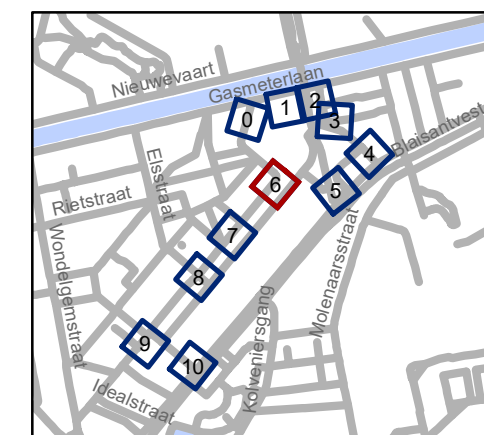 Nieuwevaart
Gasmeterlaan
0
1
2
3
4
Blaisantvest
Elsstraat
Rietstraat
6
5
7
Wondelgemstraat
8
Molenaarsstraat
Kolveniersgang
9
10
Idealstraat